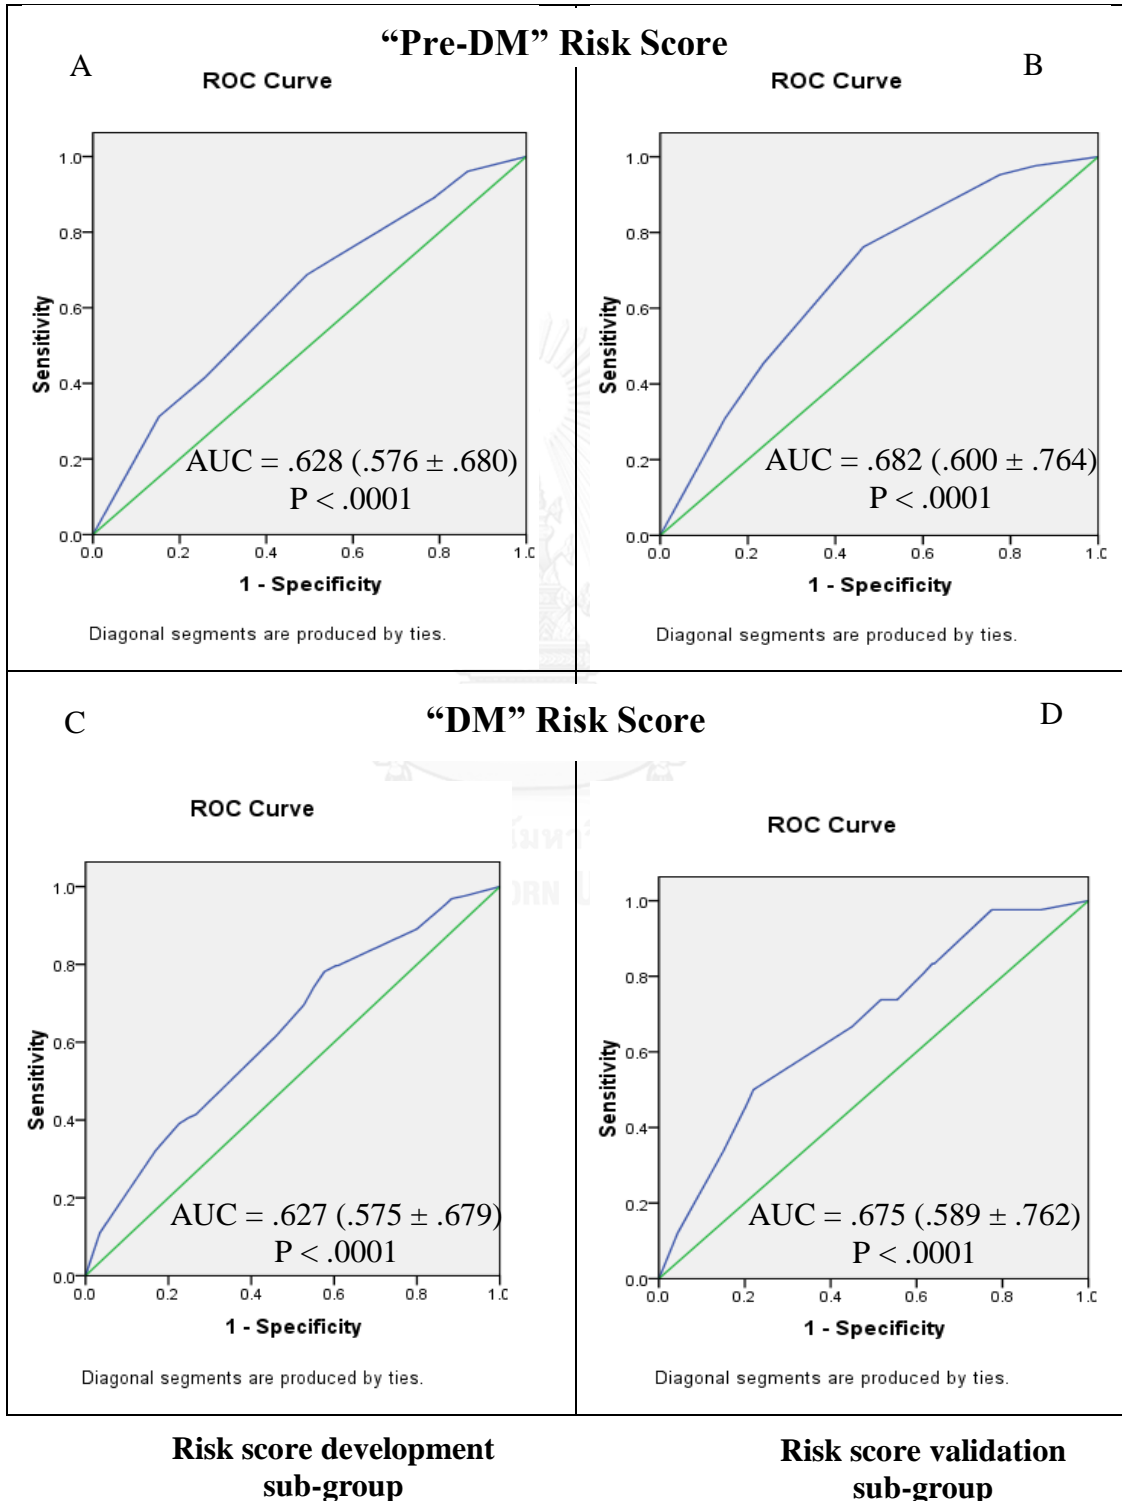 “Pre-DM” Risk Score
A
ROC Curve
1.0
0.8
0.6
0.4
0.2
0.0
Sensitivity
AUC = .628 (.576 ± .680)
P < .0001
0.0 0.2 0.4 0.6 0.8 1.0
1 - Specificity
Diagonal segments are produced by ties.
B
ROC Curve
1.0
0.8
0.6
0.4
0.2
0.0
Sensitivity
AUC = .682 (.600 ± .764)
P < .0001
0.0 0.2 0.4 0.6 0.8 1.0
1 - Specificity
Diagonal segments are produced by ties.
“DM” Risk Score
C
ROC Curve
1.0
0.8
0.6
0.4
0.2
0.0
Sensitivity
AUC = .627 (.575 ± .679)
P < .0001
0.0 0.2 0.4 0.6 0.8 1.0
1 - Specificity
Diagonal segments are produced by ties.
D
ROC Curve
1.0
0.8
0.6
0.4
0.2
0.0
Sensitivity
AUC = .675 (.589 ± .762)
P < .0001
0.0 0.2 0.4 0.6 0.8 1.0
1 - Specificity
Diagonal segments are produced by ties.
Risk score development
sub-group
Risk score validation
sub-group